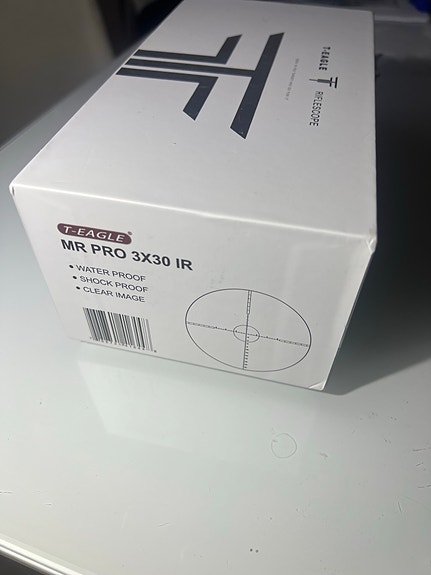 T-EAGLE
RIFLESCOPE
T-EAGLE®
MR PRO 3X30 IR
• WATER PROOF
• SHOCK PROOF
• CLEAR IMAGE